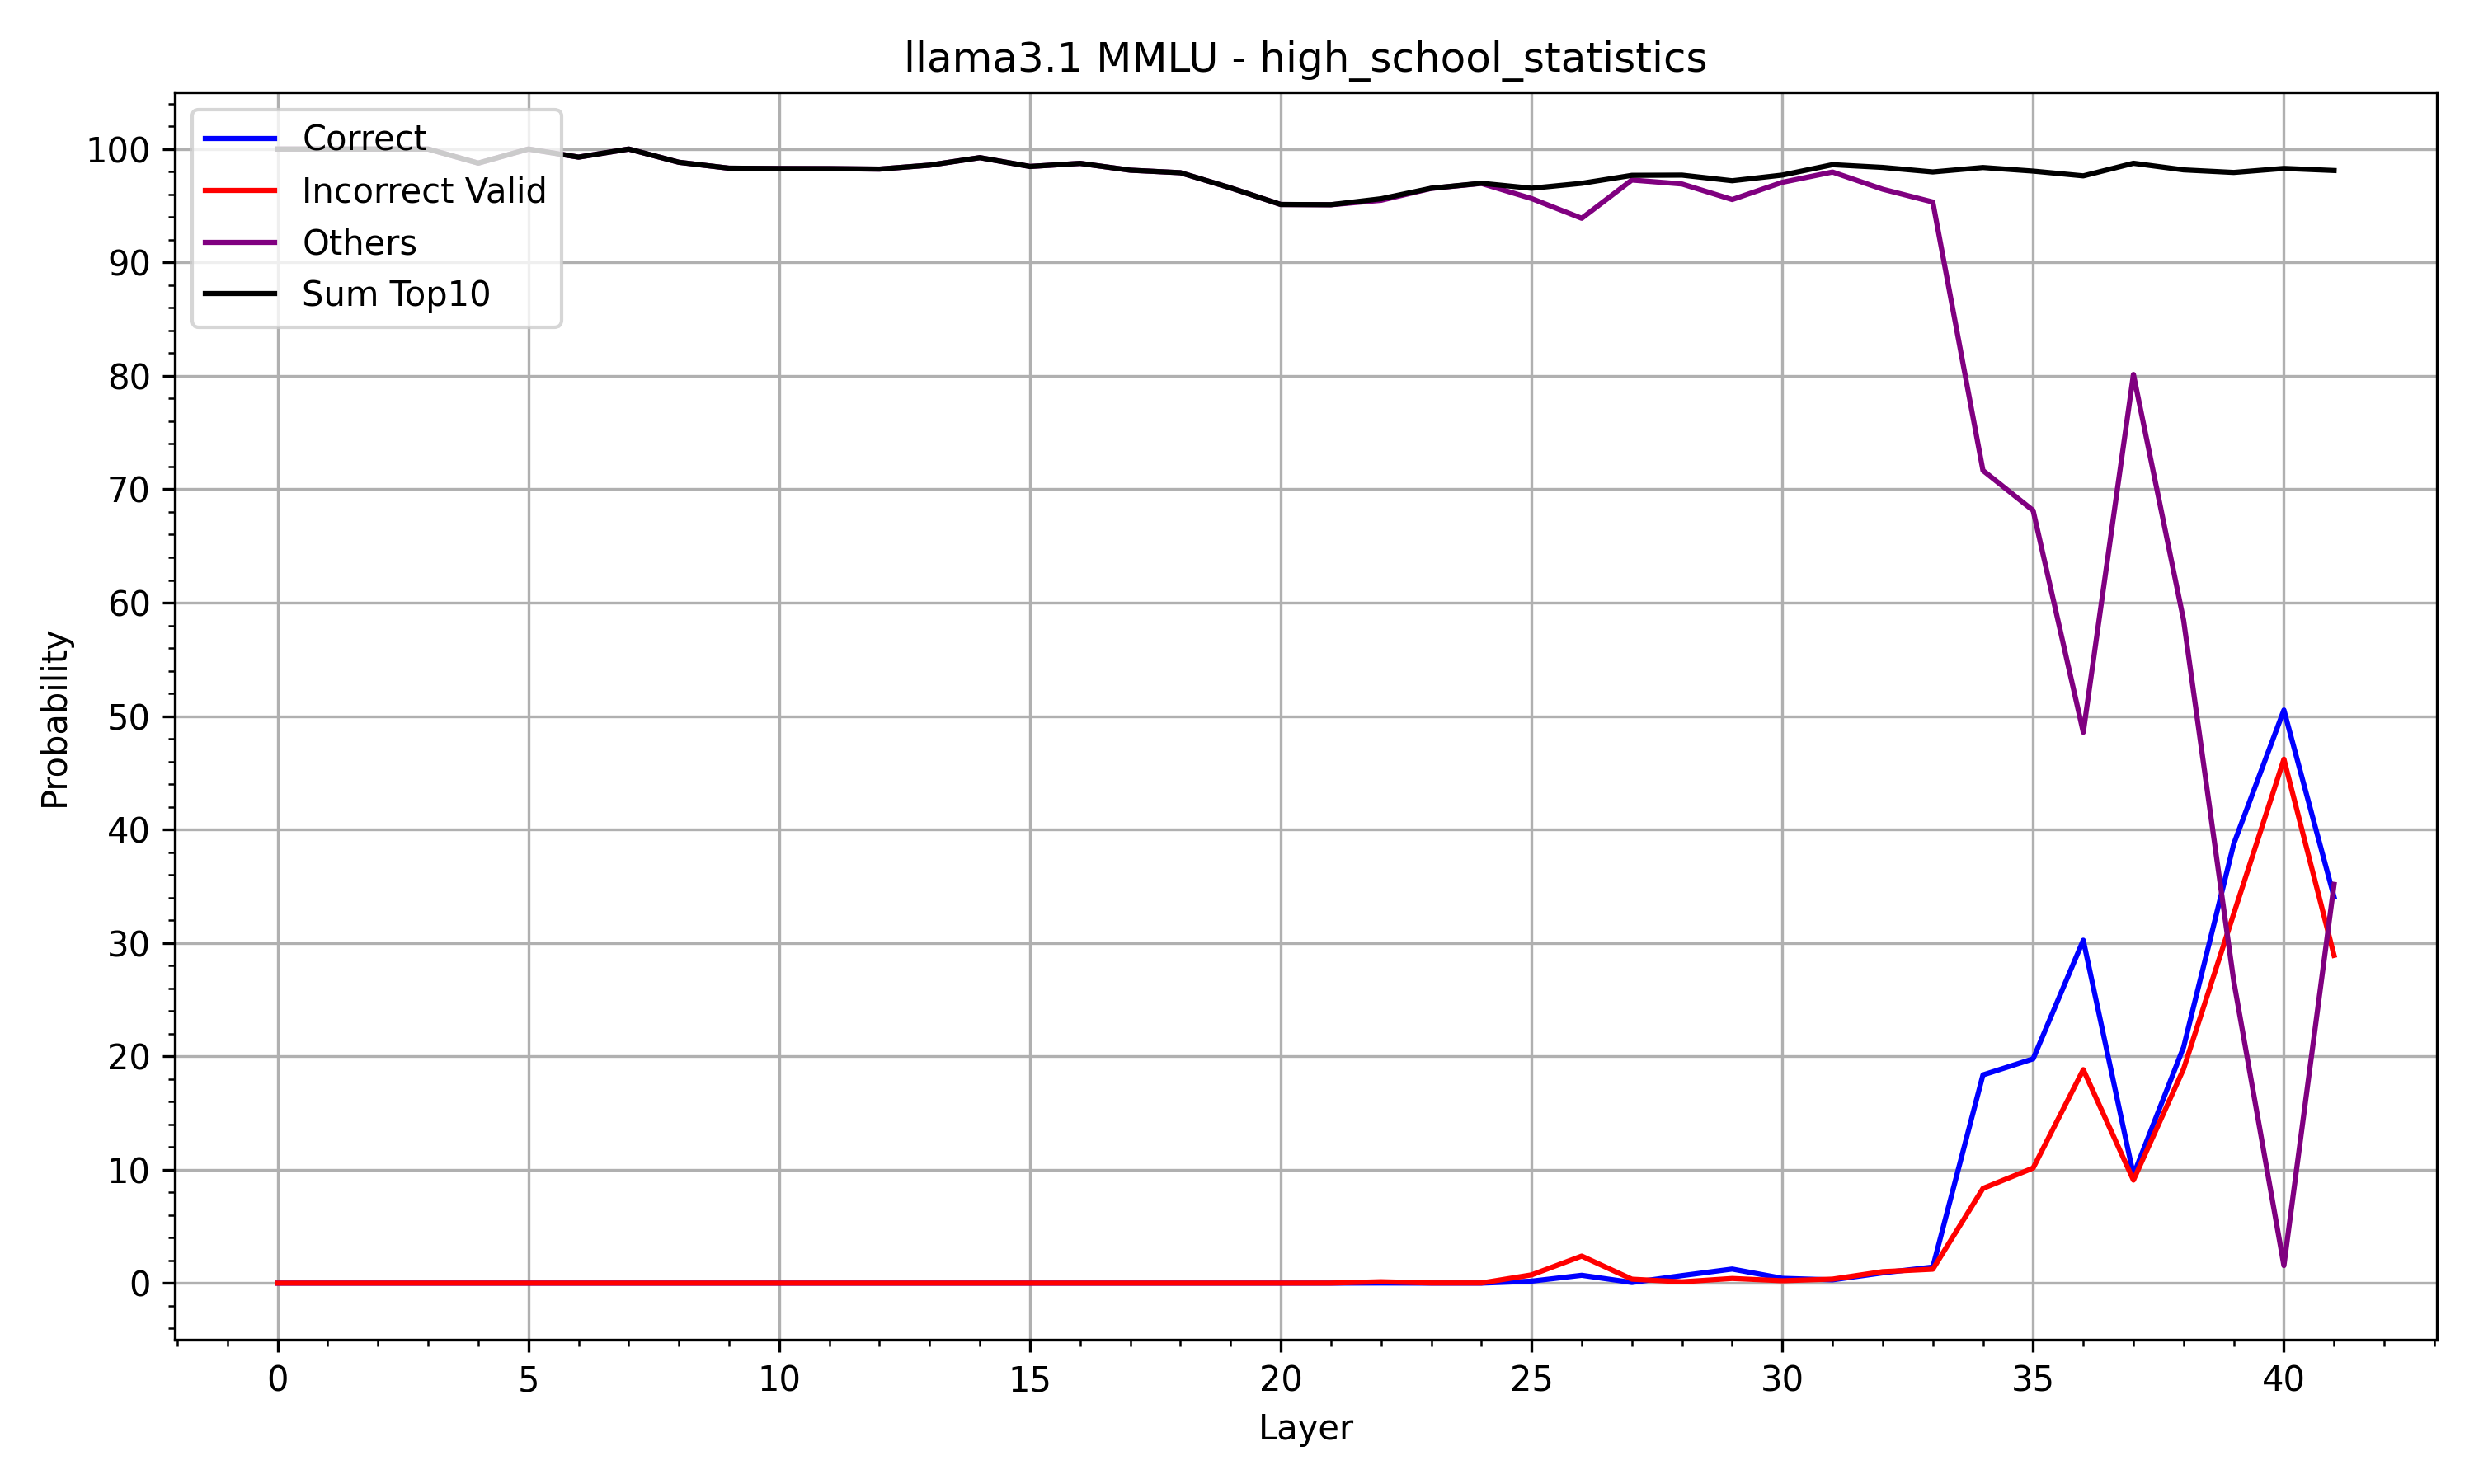 llama3.1 MMLU - high_school_statistics
Correct
Incorrect Valid
Others
Sum Top10
100
90
80
70
60
50
40
30
20
10
0
Probability
0 5 10 15 20 25 30 35 40
Layer